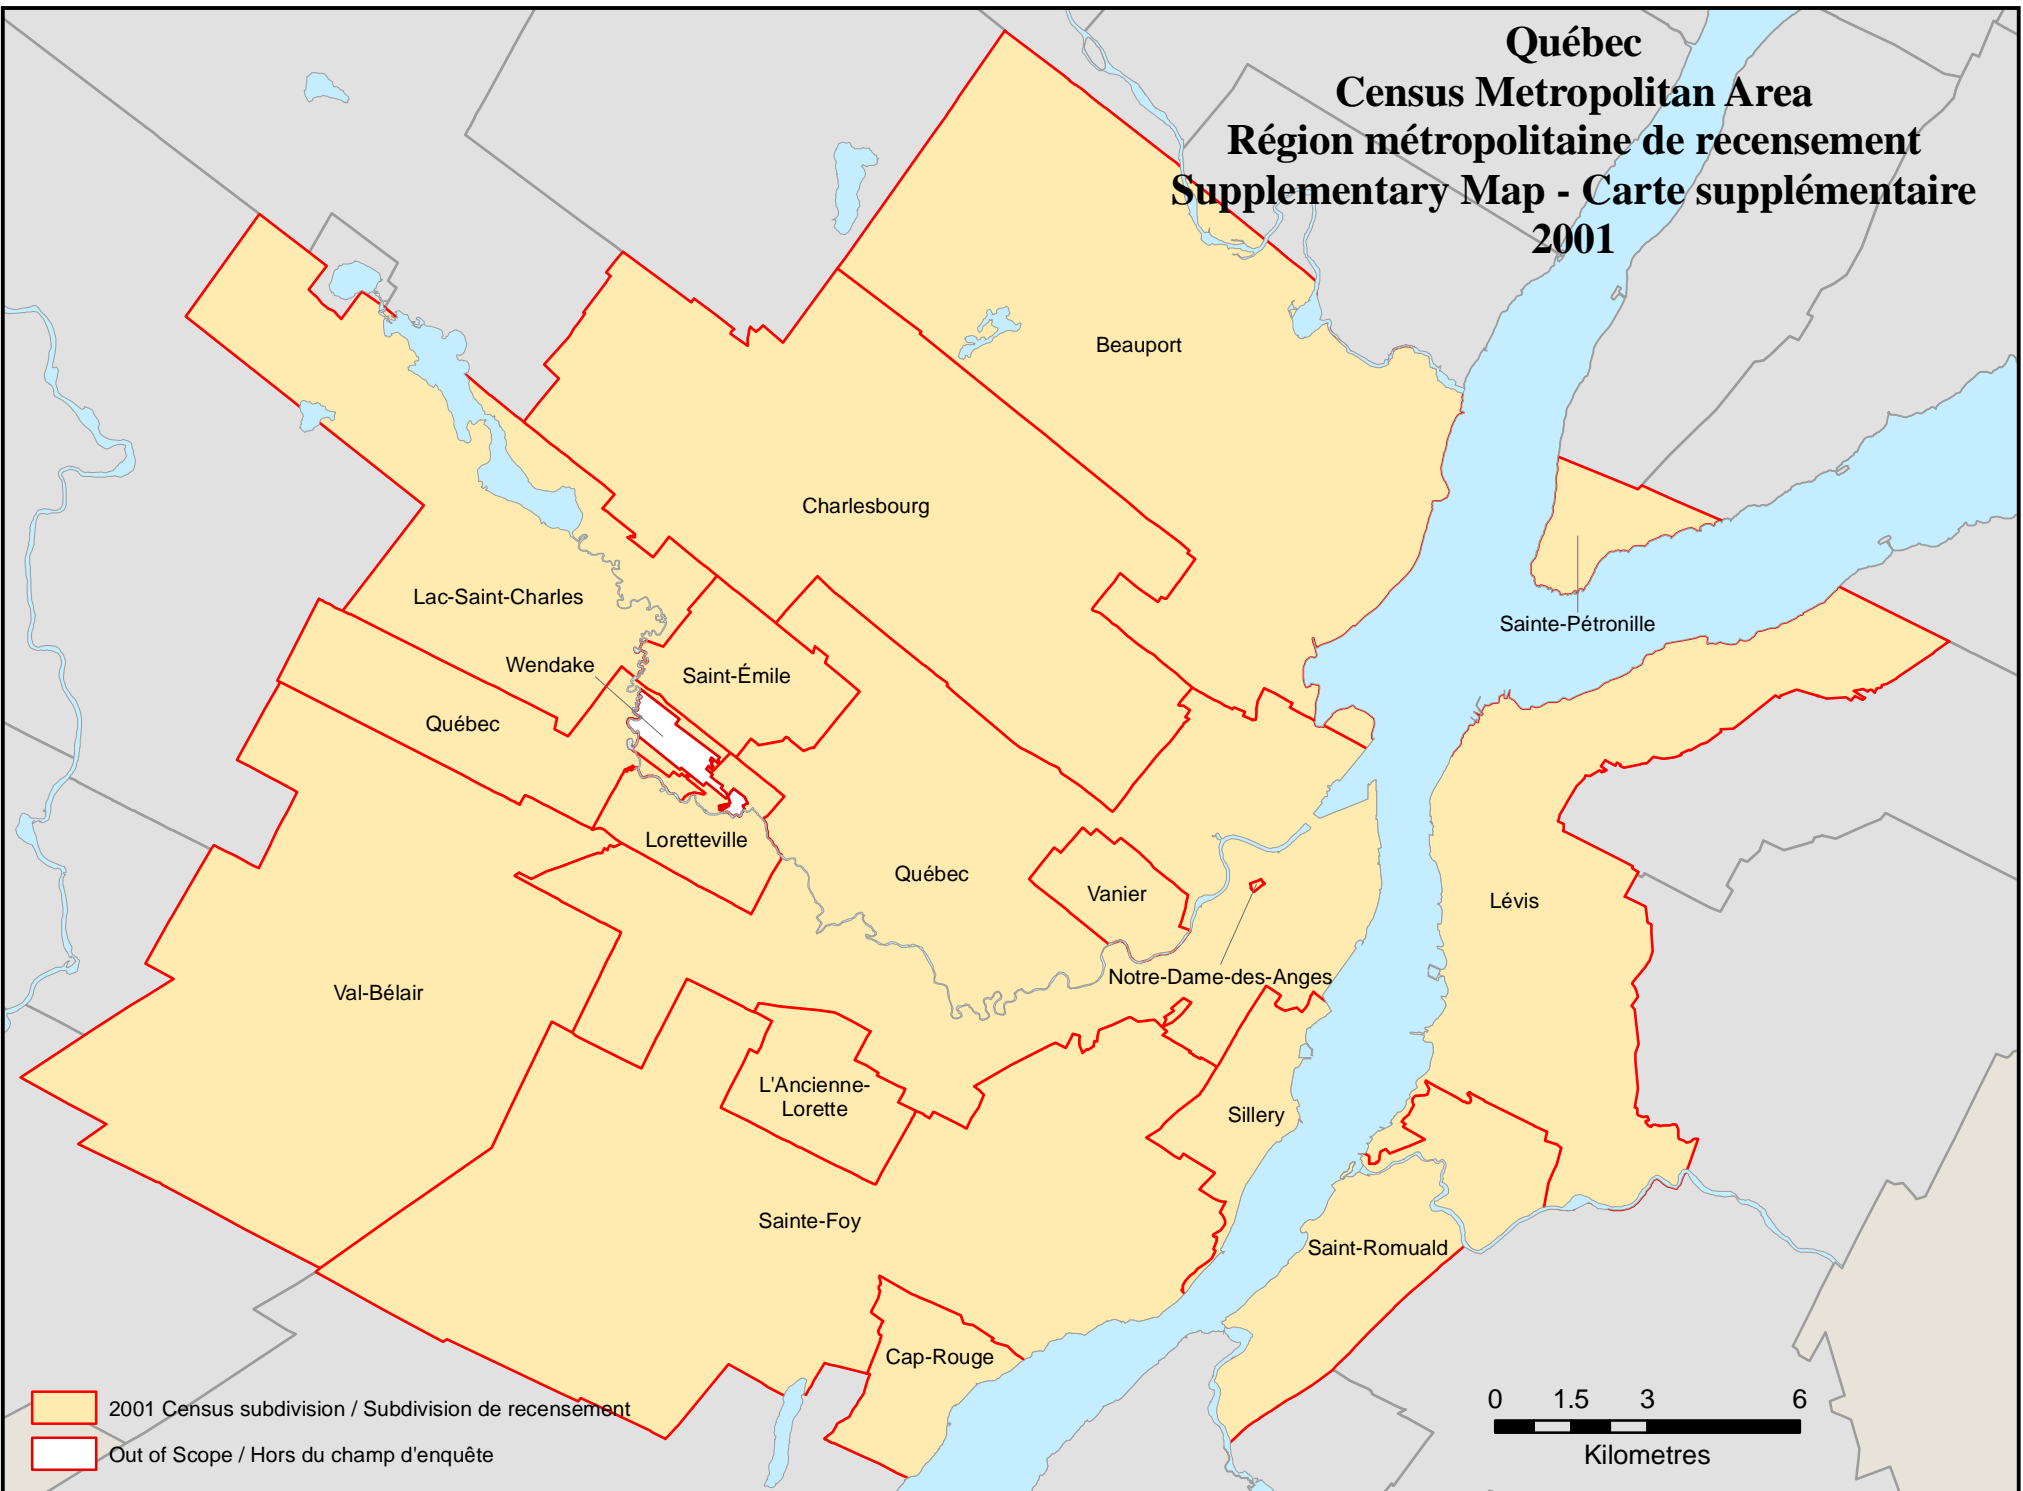 Québec
Census Metropolitan Area
Région métropolitaine de recensement
Supplementary Map - Carte supplémentaire
2001
Beauport
Charlesbourg
Lac-Saint-Charles
Sainte-Pétronille
Wendake
Saint-Émile
Québec
Loretteville
Québec
Vanier
Lévis
Notre-Dame-des-Anges
Val-Bélair
L'Ancienne-
Lorette
Sillery
Sainte-Foy
Saint-Romuald
Cap-Rouge
2001 Census subdivision / Subdivision de recensement
Out of Scope / Hors du champ d'enquête
0 1.5 3 6
Kilometres